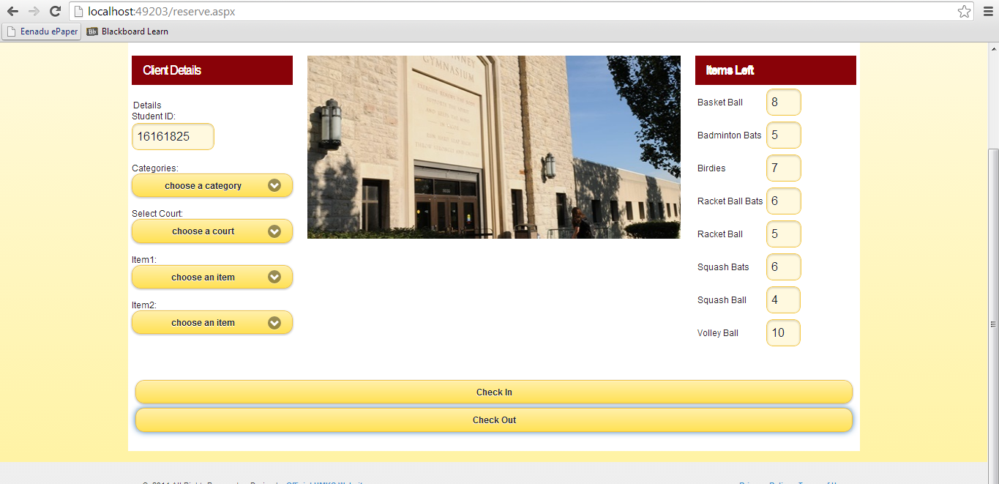 localhost:49203/reserve.aspx
Eenadu ePaper
Blackboard Learn
Client Details
Details
Student ID:
16161825
Categories:
choose a category
Select Court:
choose a court
Item1:
choose an item
Item2:
choose an item
GYMNASIUM
Items Left
Basket Ball 8
Badminton Bats 5
Birdies 7
Racket Ball Bats 6
Racket Ball 5
Squash Bats 6
Squash Ball 4
Volley Ball 10
Check In
Check Out